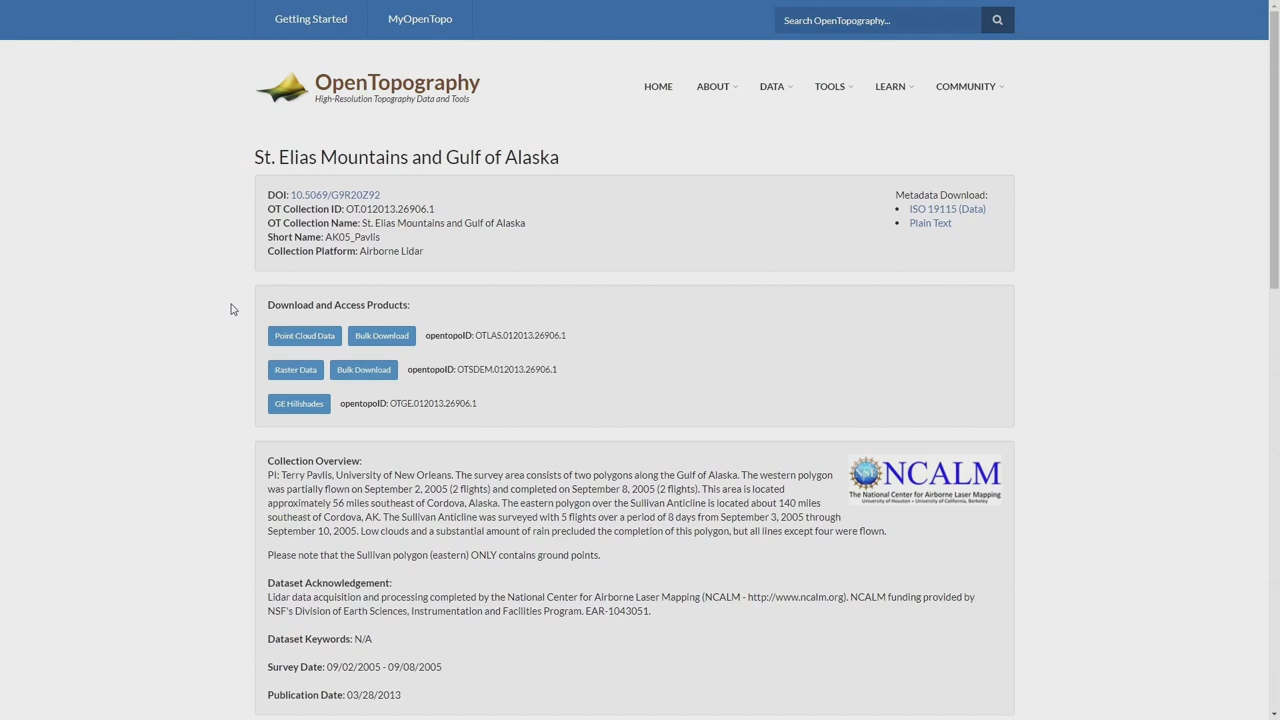 Getting Started
MyOpenTopo
Search OpenTopography...
OpenTopography
High-Resolution Topography Data and Tools
HOME
ABOUT
DATA
TOOLS
LEARN
COMMUNITY
St. Elias Mountains and Gulf of Alaska
DOI: 10.5069/G9R20Z92
OT Collection ID: OT.012013.26906.1
OT Collection Name: St. Elias Mountains and Gulf of Alaska
Short Name: AK05_Pavlis
Collection Platform: Airborne Lidar
Metadata Download:
• ISO 19115 (Data)
• Plain Text
Download and Access Products:
Point Cloud Data Bulk Download opentopoID: OTLAS.012013.26906.1
Raster Data Bulk Download opentopoID: OTSDEM.012013.26906.1
GE Hillshades opentopoID: OTGE.012013.26906.1
Collection Overview:
PI: Terry Pavlis, University of New Orleans. The survey area consists of two polygons along the Gulf of Alaska. The western polygon
was partially flown on September 2, 2005 (2 flights) and completed on September 8, 2005 (2 flights). This area is located
approximately 56 miles southeast of Cordova, Alaska. The eastern polygon over the Sullivan Anticline is located about 140 miles
southeast of Cordova, AK. The Sullivan Anticline was surveyed with 5 flights over a period of 8 days from September 3, 2005 through
September 10, 2005. Low clouds and a substantial amount of rain precluded the completion of this polygon, but all lines except four were flown.
NCALM
The National Center for Airborne Laser Mapping
University of Houston • University of California, Berkeley
Please note that the Sullivan polygon (eastern) ONLY contains ground points.
Dataset Acknowledgement:
Lidar data acquisition and processing completed by the National Center for Airborne Laser Mapping (NCALM - http://www.ncalm.org). NCALM funding provided by
NSF's Division of Earth Sciences, Instrumentation and Facilities Program. EAR-1043051.
Dataset Keywords: N/A
Survey Date: 09/02/2005 - 09/08/2005
Publication Date: 03/28/2013